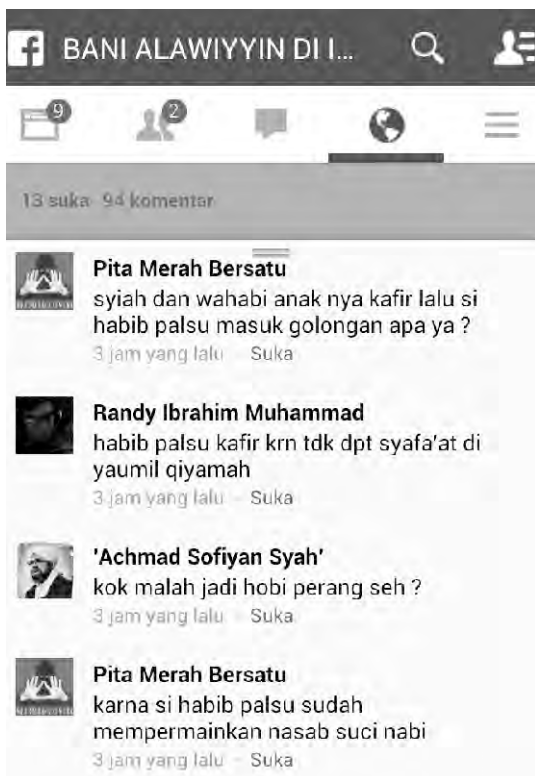 f BANI ALAWIYYIN DI I...
9 2
13 suka 94 komentar
Pita Merah Bersatu
syiah dan wahabi anak nya kafir lalu si
habib palsu masuk golongan apa ya ?
3 jam yang lalu - Suka
Randy Ibrahim Muhammad
habib palsu kafir krn tdk dpt syafa'at di
yaumil qiyamah
3 jam yang lalu - Suka
'Achmad Sofiyan Syah'
kok malah jadi hobi perang seh ?
3 jam yang lalu - Suka
Pita Merah Bersatu
karna si habib palsu sudah
mempermainkan nasab suci nabi
3 jam yang lalu - Suka